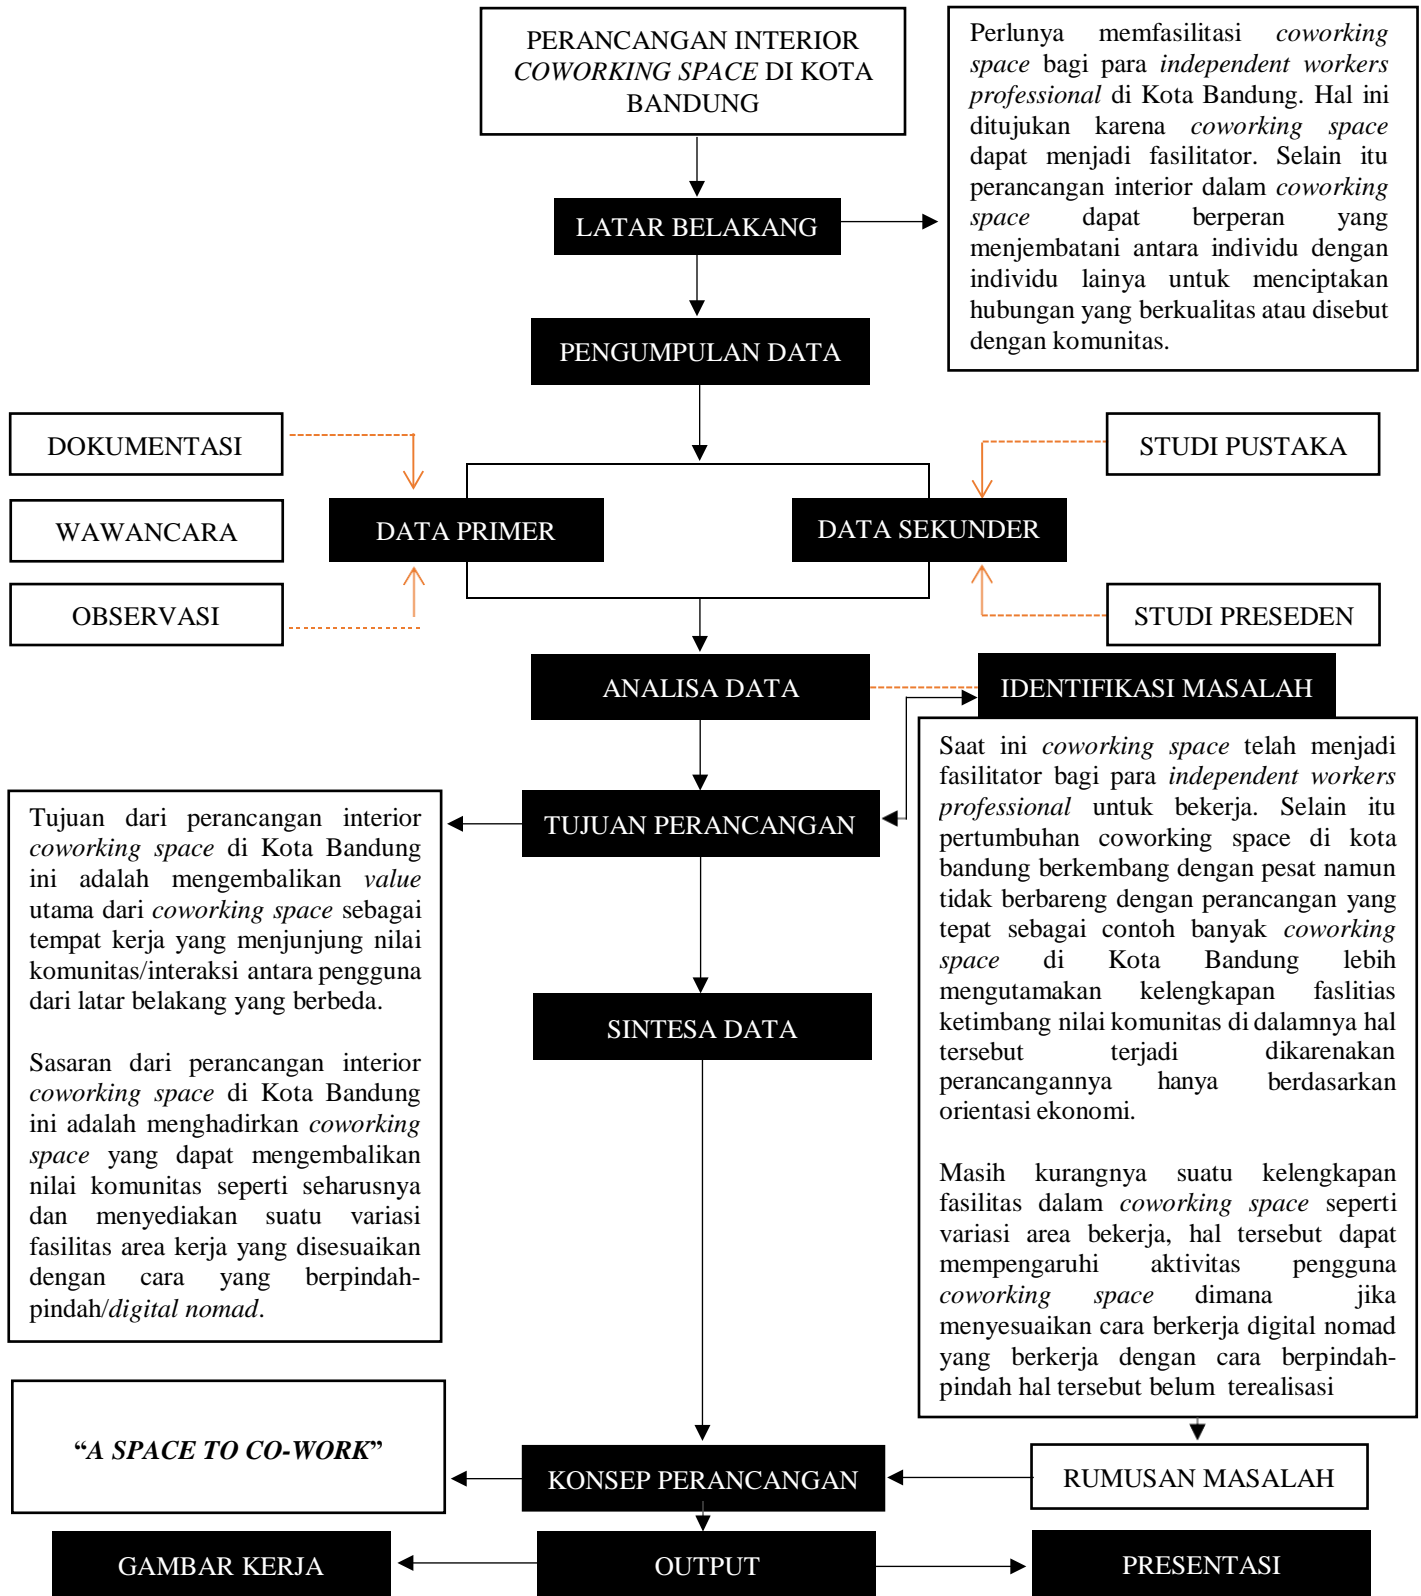 PERANCANGAN INTERIOR
COWORKING SPACE DI KOTA
BANDUNG
Perlunya memfasilitasi coworking
space bagi para independent workers
professional di Kota Bandung. Hal ini
ditujukan karena coworking space
dapat menjadi fasilitator. Selain itu
perancangan interior dalam coworking
space dapat berperan yang
menjembatani antara individu dengan
individu lainya untuk menciptakan
hubungan yang berkualitas atau disebut
dengan komunitas.
LATAR BELAKANG
PENGUMPULAN DATA
DOKUMENTASI
WAWANCARA
OBSERVASI
DATA PRIMER
DATA SEKUNDER
STUDI PUSTAKA
STUDI PRESEDEN
ANALISA DATA
IDENTIFIKASI MASALAH
Saat ini coworking space telah menjadi
fasilitator bagi para independent workers
professional untuk bekerja. Selain itu
pertumbuhan coworking space di kota
bandung berkembang dengan pesat namun
tidak berbareng dengan perancangan yang
tepat sebagai contoh banyak coworking
space di Kota Bandung lebih
mengutamakan kelengkapan faslitias
ketimbang nilai komunitas di dalamnya hal
tersebut terjadi dikarenakan
perancangannya hanya berdasarkan
orientasi ekonomi.
Masih kurangnya suatu kelengkapan
fasilitas dalam coworking space seperti
variasi area bekerja, hal tersebut dapat
mempengaruhi aktivitas pengguna
coworking space dimana jika
menyesuaikan cara berkerja digital nomad
yang berkerja dengan cara berpindah-
pindah hal tersebut belum terealisasi
TUJUAN PERANCANGAN
Tujuan dari perancangan interior
coworking space di Kota Bandung
ini adalah mengembalikan value
utama dari coworking space sebagai
tempat kerja yang menjunjung nilai
komunitas/interaksi antara pengguna
dari latar belakang yang berbeda.
Sasaran dari perancangan interior
coworking space di Kota Bandung
ini adalah menghadirkan coworking
space yang dapat mengembalikan
nilai komunitas seperti seharusnya
dan menyediakan suatu variasi
fasilitas area kerja yang disesuaikan
dengan cara yang berpindah-
pindah/digital nomad.
SINTESA DATA
“A SPACE TO CO-WORK”
KONSEP PERANCANGAN
RUMUSAN MASALAH
GAMBAR KERJA
OUTPUT
PRESENTASI